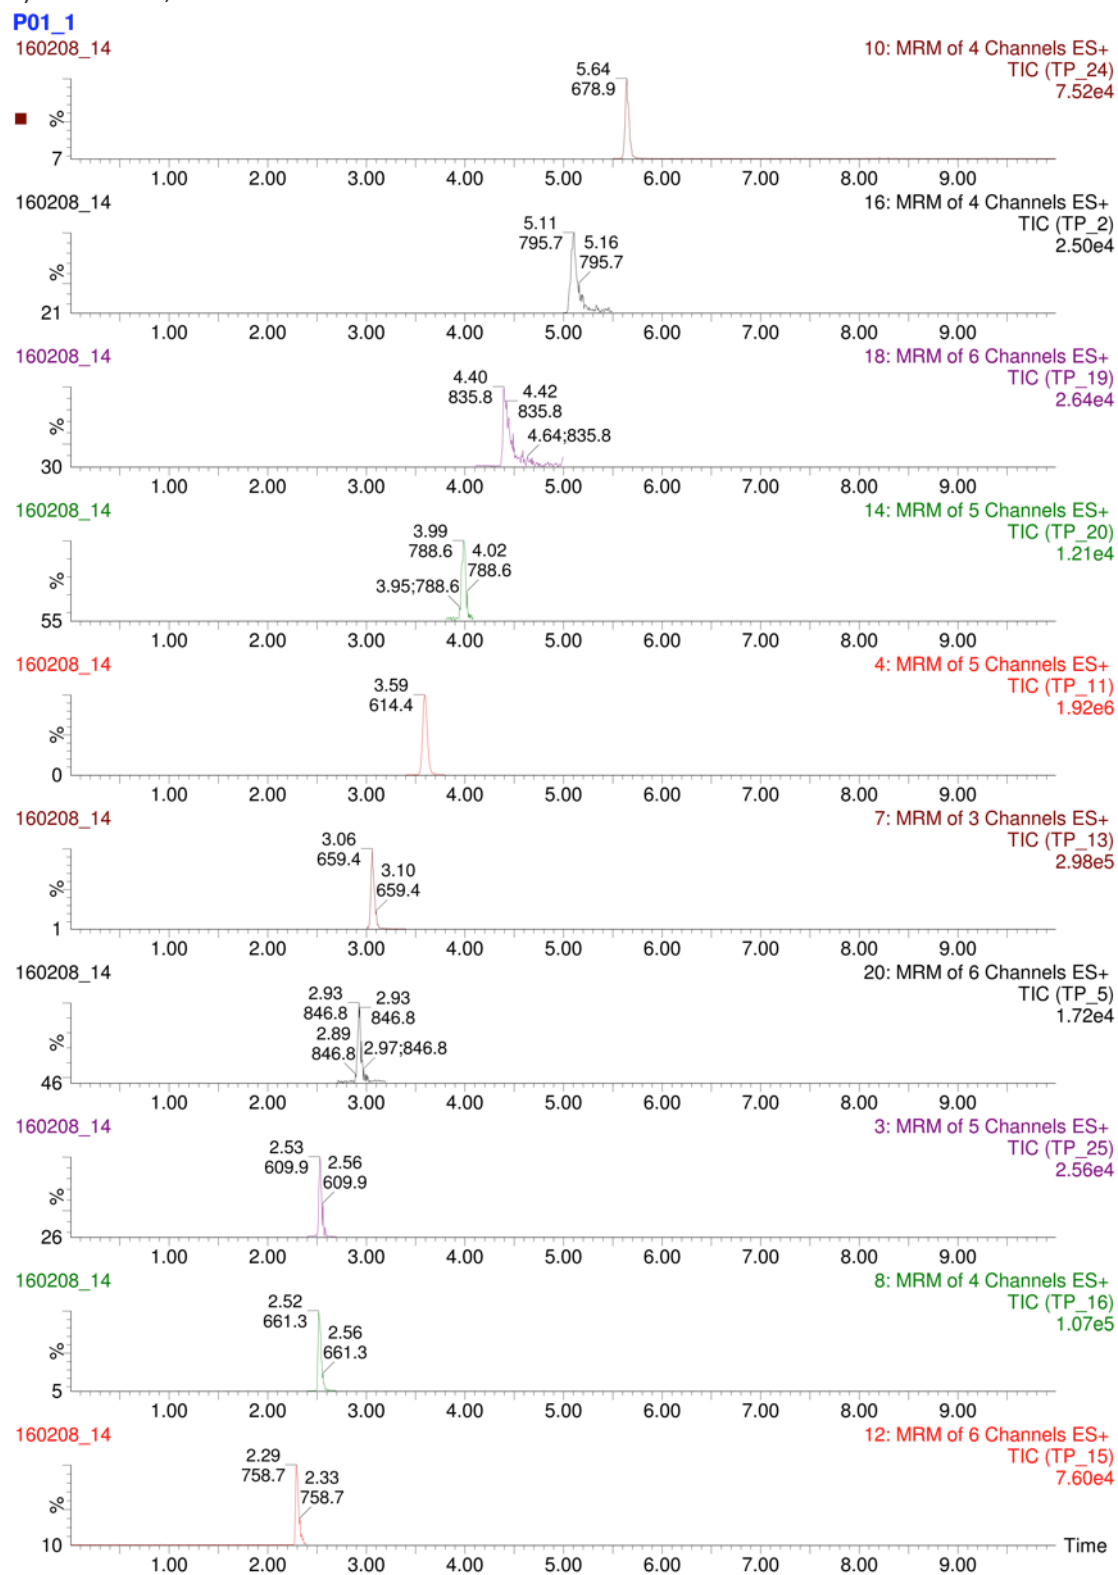 P01_1
160208_14
10: MRM of 4 Channels ES+
TIC (TP_24)
7.52e4
5.64
678.9
%
7
1.00 2.00 3.00 4.00 5.00 6.00 7.00 8.00 9.00
160208_14
16: MRM of 4 Channels ES+
TIC (TP_2)
2.50e4
5.11
795.7
5.16
795.7
%
21
1.00 2.00 3.00 4.00 5.00 6.00 7.00 8.00 9.00
160208_14
18: MRM of 6 Channels ES+
TIC (TP_19)
2.64e4
4.40
835.8
4.42
835.8
4.64;835.8
%
30
1.00 2.00 3.00 4.00 5.00 6.00 7.00 8.00 9.00
160208_14
14: MRM of 5 Channels ES+
TIC (TP_20)
1.21e4
3.99
788.6
4.02
788.6
3.95;788.6
%
55
1.00 2.00 3.00 4.00 5.00 6.00 7.00 8.00 9.00
160208_14
4: MRM of 5 Channels ES+
TIC (TP_11)
1.92e6
3.59
614.4
%
0
1.00 2.00 3.00 4.00 5.00 6.00 7.00 8.00 9.00
160208_14
7: MRM of 3 Channels ES+
TIC (TP_13)
2.98e5
3.06
659.4
3.10
659.4
%
1
1.00 2.00 3.00 4.00 5.00 6.00 7.00 8.00 9.00
160208_14
20: MRM of 6 Channels ES+
TIC (TP_5)
1.72e4
2.93
846.8
2.93
846.8
2.89
846.8
2.97;846.8
%
46
1.00 2.00 3.00 4.00 5.00 6.00 7.00 8.00 9.00
160208_14
3: MRM of 5 Channels ES+
TIC (TP_25)
2.56e4
2.53
609.9
2.56
609.9
%
26
1.00 2.00 3.00 4.00 5.00 6.00 7.00 8.00 9.00
160208_14
8: MRM of 4 Channels ES+
TIC (TP_16)
1.07e5
2.52
661.3
2.56
661.3
%
5
1.00 2.00 3.00 4.00 5.00 6.00 7.00 8.00 9.00
160208_14
12: MRM of 6 Channels ES+
TIC (TP_15)
7.60e4
2.29
758.7
2.33
758.7
%
10
Time
1.00 2.00 3.00 4.00 5.00 6.00 7.00 8.00 9.00